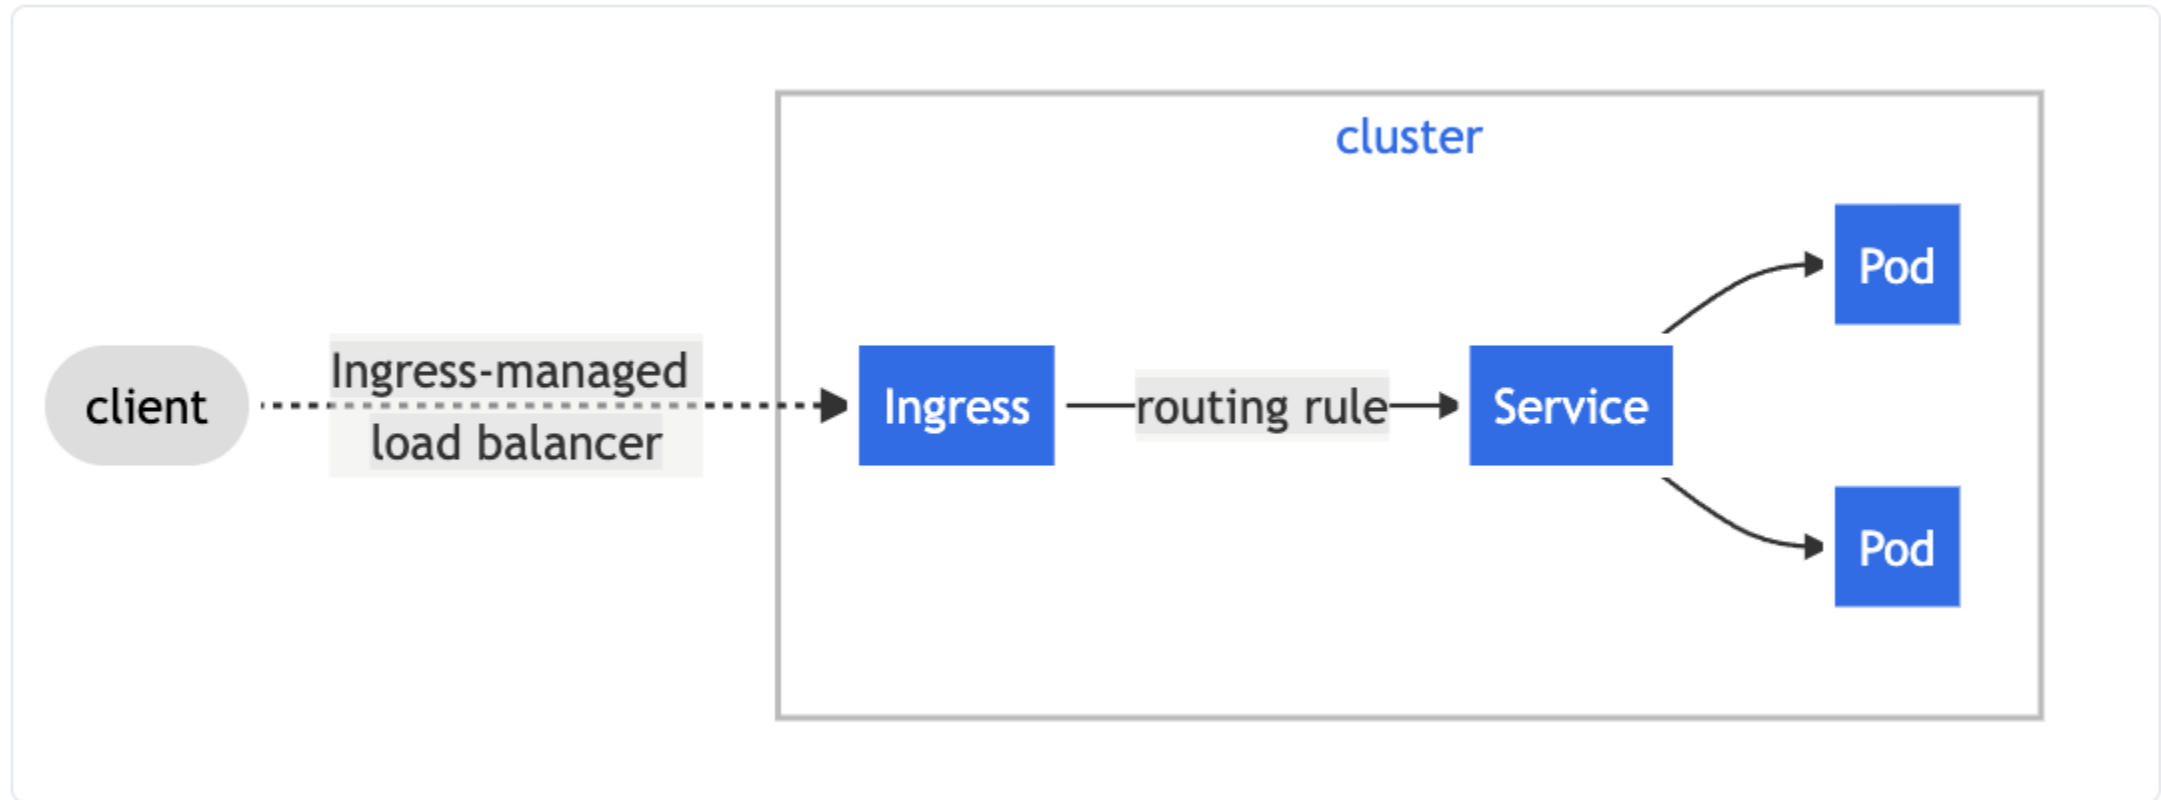 cluster
Pod
client
Ingress-managed
load balancer
Ingress
routing rule
Service
Pod